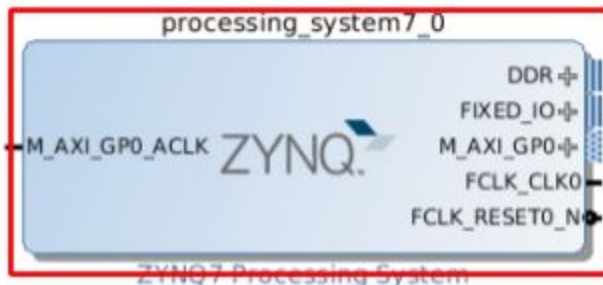 processing_system7_0
DDR
FIXED_IO
M_AXI_GP0_ACLK ZYNQ. M_AXI_GP0
FCLK_CLK0
FCLK_RESET0_N
ZYNQ7 Processing System